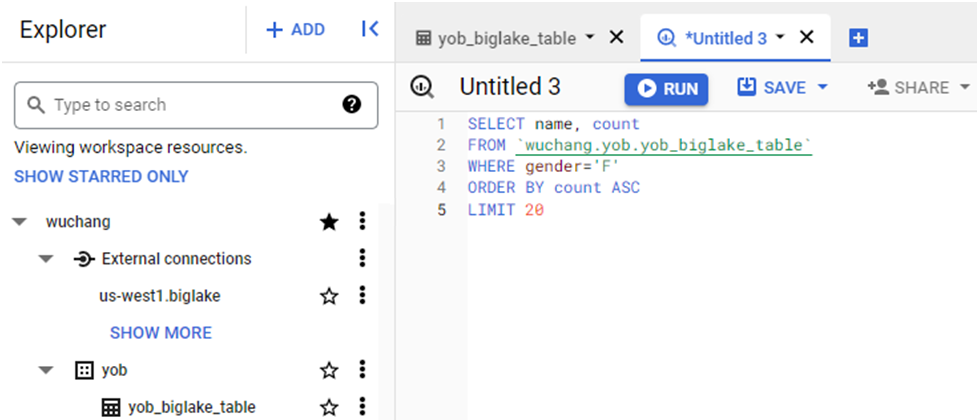 Explorer
+ ADD
Type to search
Viewing workspace resources.
SHOW STARRED ONLY
wuchang
External connections
us-west1.biglake
SHOW MORE
yob
yob_biglake_table
yob_biglake_table
*Untitled 3
Untitled 3
RUN
SAVE
SHARE
1 SELECT name, count
2 FROM `wuchang.yob.yob_biglake_table`
3 WHERE gender='F'
4 ORDER BY count ASC
5 LIMIT 20